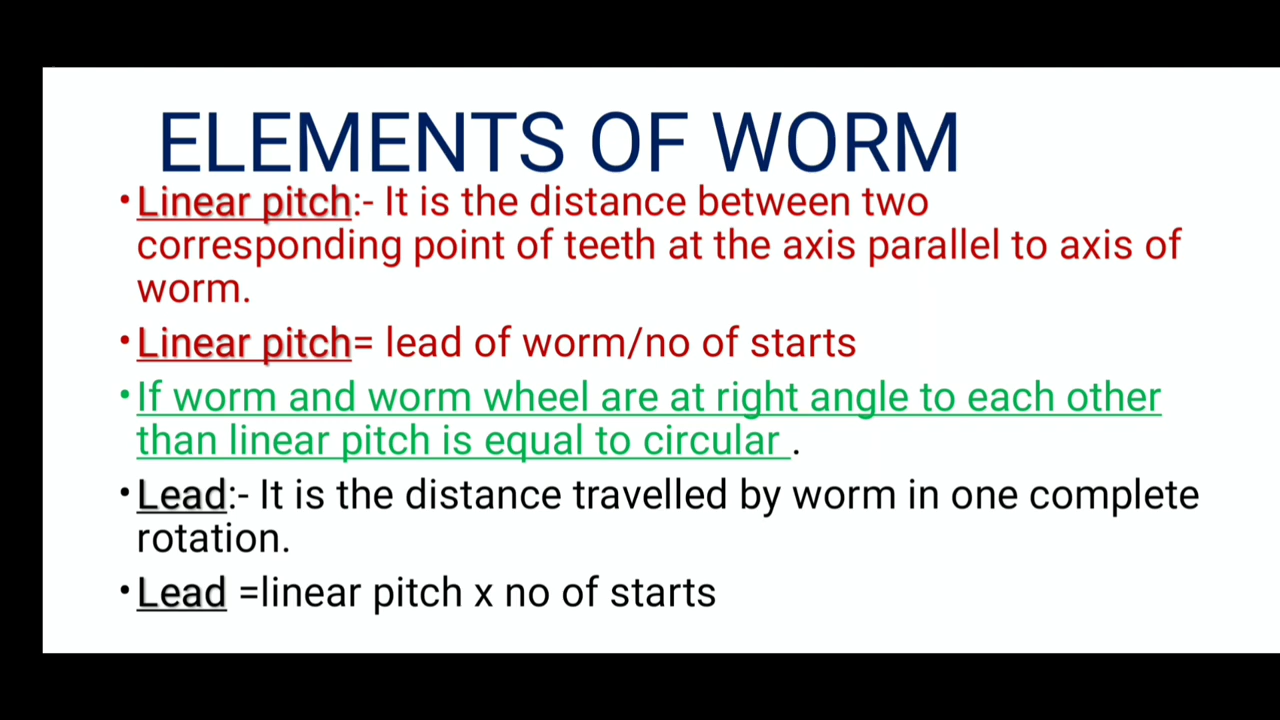 ELEMENTS OF WORM
•Linear pitch:- It is the distance between two
corresponding point of teeth at the axis parallel to axis of
worm.
•Linear pitch= lead of worm/no of starts
•If worm and worm wheel are at right angle to each other
than linear pitch is equal to circular .
•Lead:- It is the distance travelled by worm in one complete
rotation.
•Lead =linear pitch x no of starts